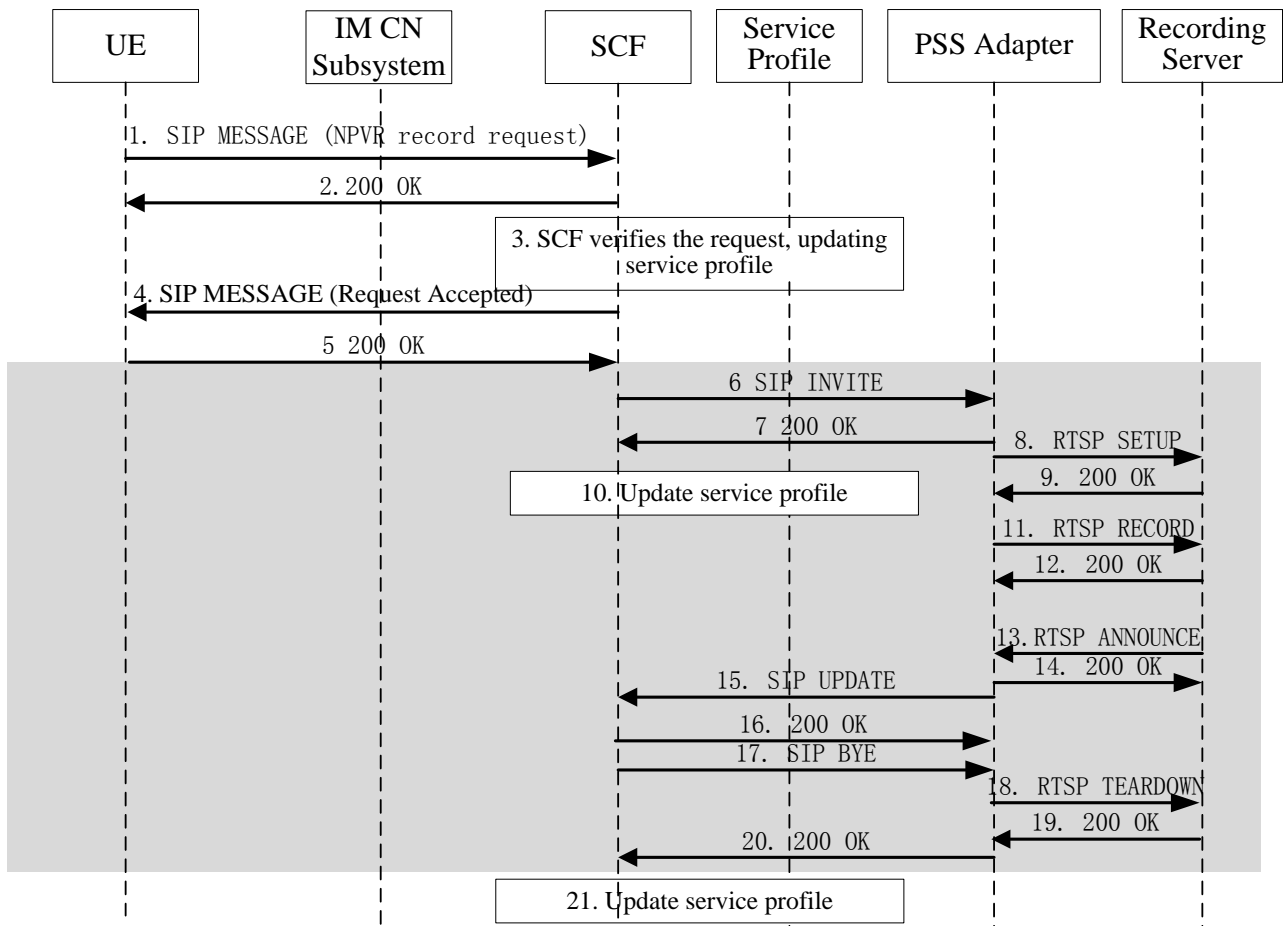 UE
IM CN
Subsystem
SCF
Service
Profile
PSS Adapter
Recording
Server
1. SIP MESSAGE (NPVR record request)
2.200 OK
3. SCF verifies the request, updating
service profile
4. SIP MESSAGE (Request Accepted)
5 200 OK
6 SIP INVITE
7 200 OK
8. RTSP SETUP
9. 200 OK
10. Update service profile
11. RTSP RECORD
12. 200 OK
13.RTSP ANNOUNCE
14. 200 OK
15. SIP UPDATE
16. 200 OK
17. SIP BYE
18. RTSP TEARDOWN
19. 200 OK
20. 200 OK
21. Update service profile